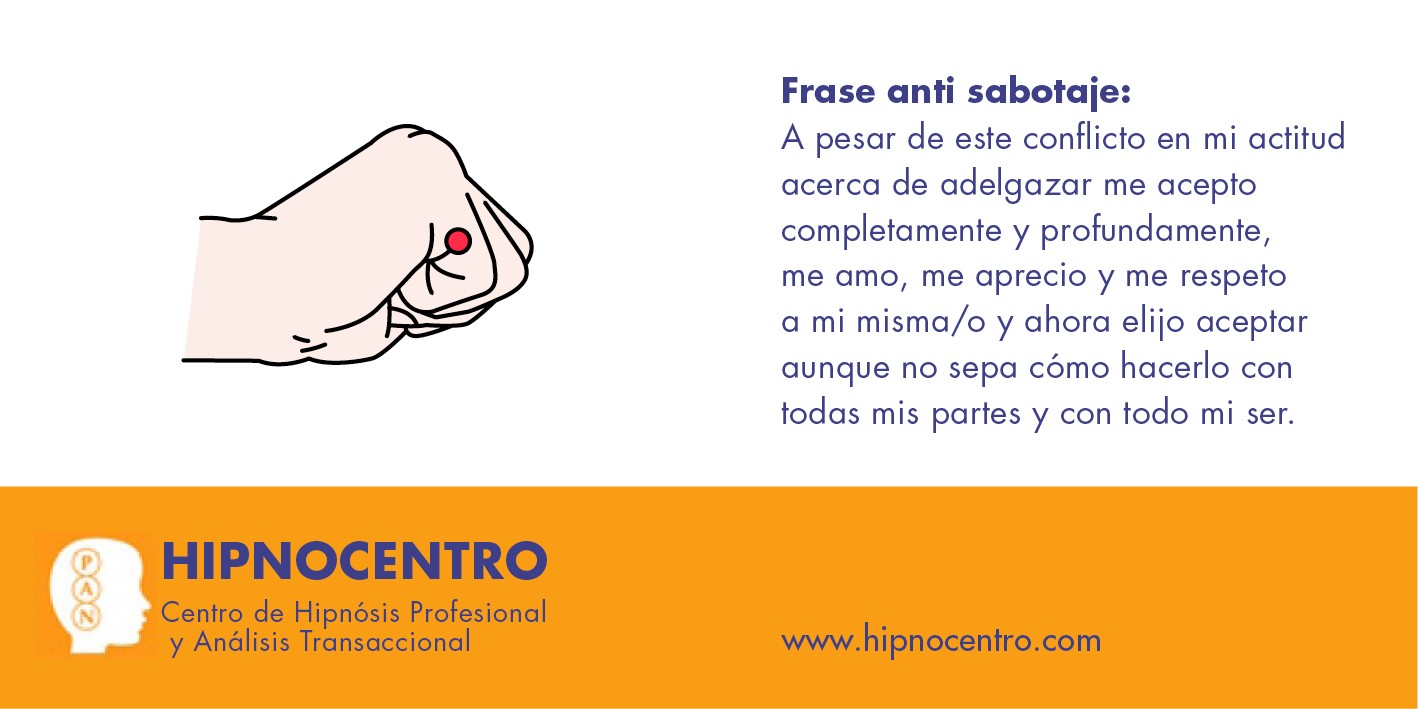 Frase anti sabotaje:
A pesar de este conflicto en mi actitud
acerca de adelgazar me acepto
completamente y profundamente,
me amo, me aprecio y me respeto
a mi misma/o y ahora elijo aceptar
aunque no sepa cómo hacerlo con
todas mis partes y con todo mi ser.
P
A
N
HIPNOCENTRO
Centro de Hipnósis Profesional
y Análisis Transaccional
www.hipnocentro.com